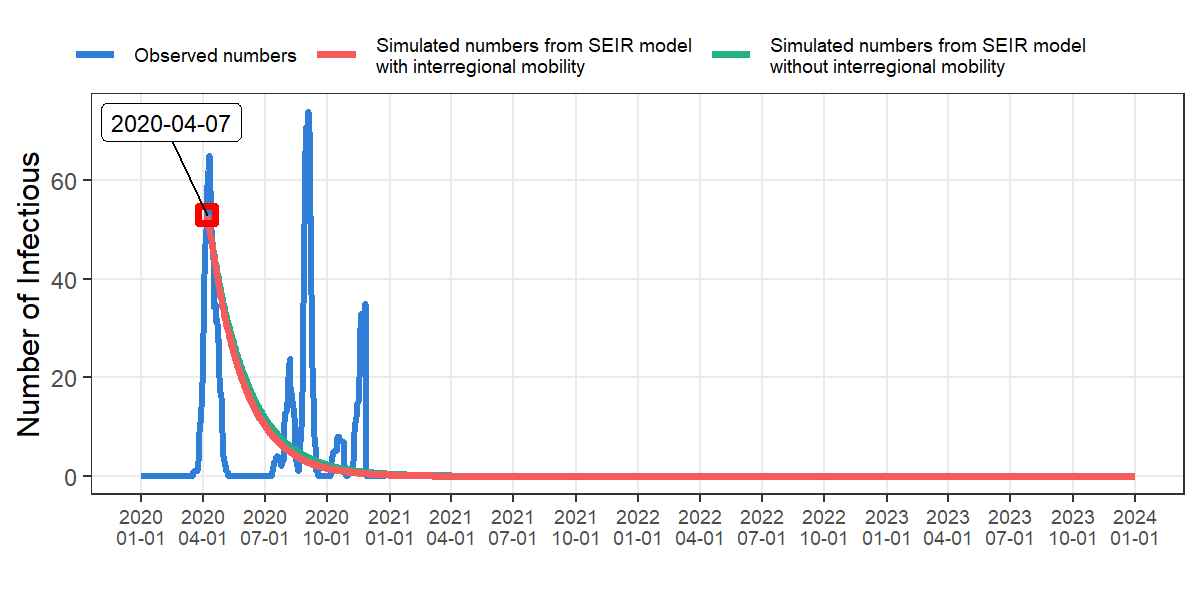 Observed numbers
Simulated numbers from SEIR model
with interregional mobility
Simulated numbers from SEIR model
without interregional mobility
2020-04-07
Number of Infectious
60
40
20
0
2020 2020 2020 2020 2021 2021 2021 2021 2022 2022 2022 2022 2023 2023 2023 2023 2024
01-01 04-01 07-01 10-01 01-01 04-01 07-01 10-01 01-01 04-01 07-01 10-01 01-01 04-01 07-01 10-01 01-01